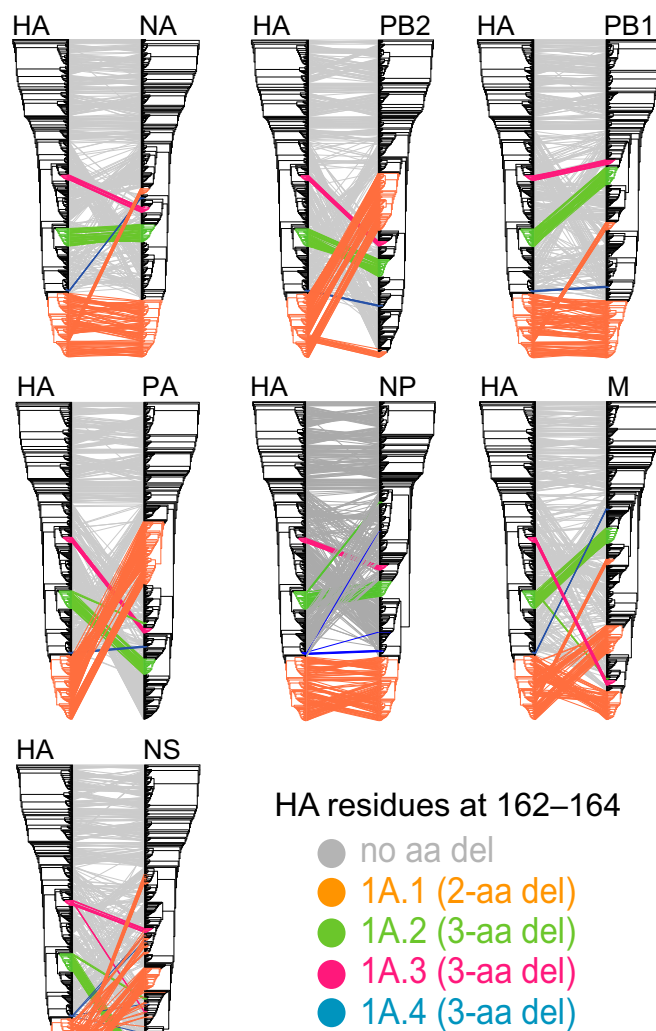 HA NA HA PB2 HA PB1
HA PA HA NP HA M
HA NS
HA residues at 162–164
no aa del
1A.1 (2-aa del)
1A.2 (3-aa del)
1A.3 (3-aa del)
1A.4 (3-aa del)